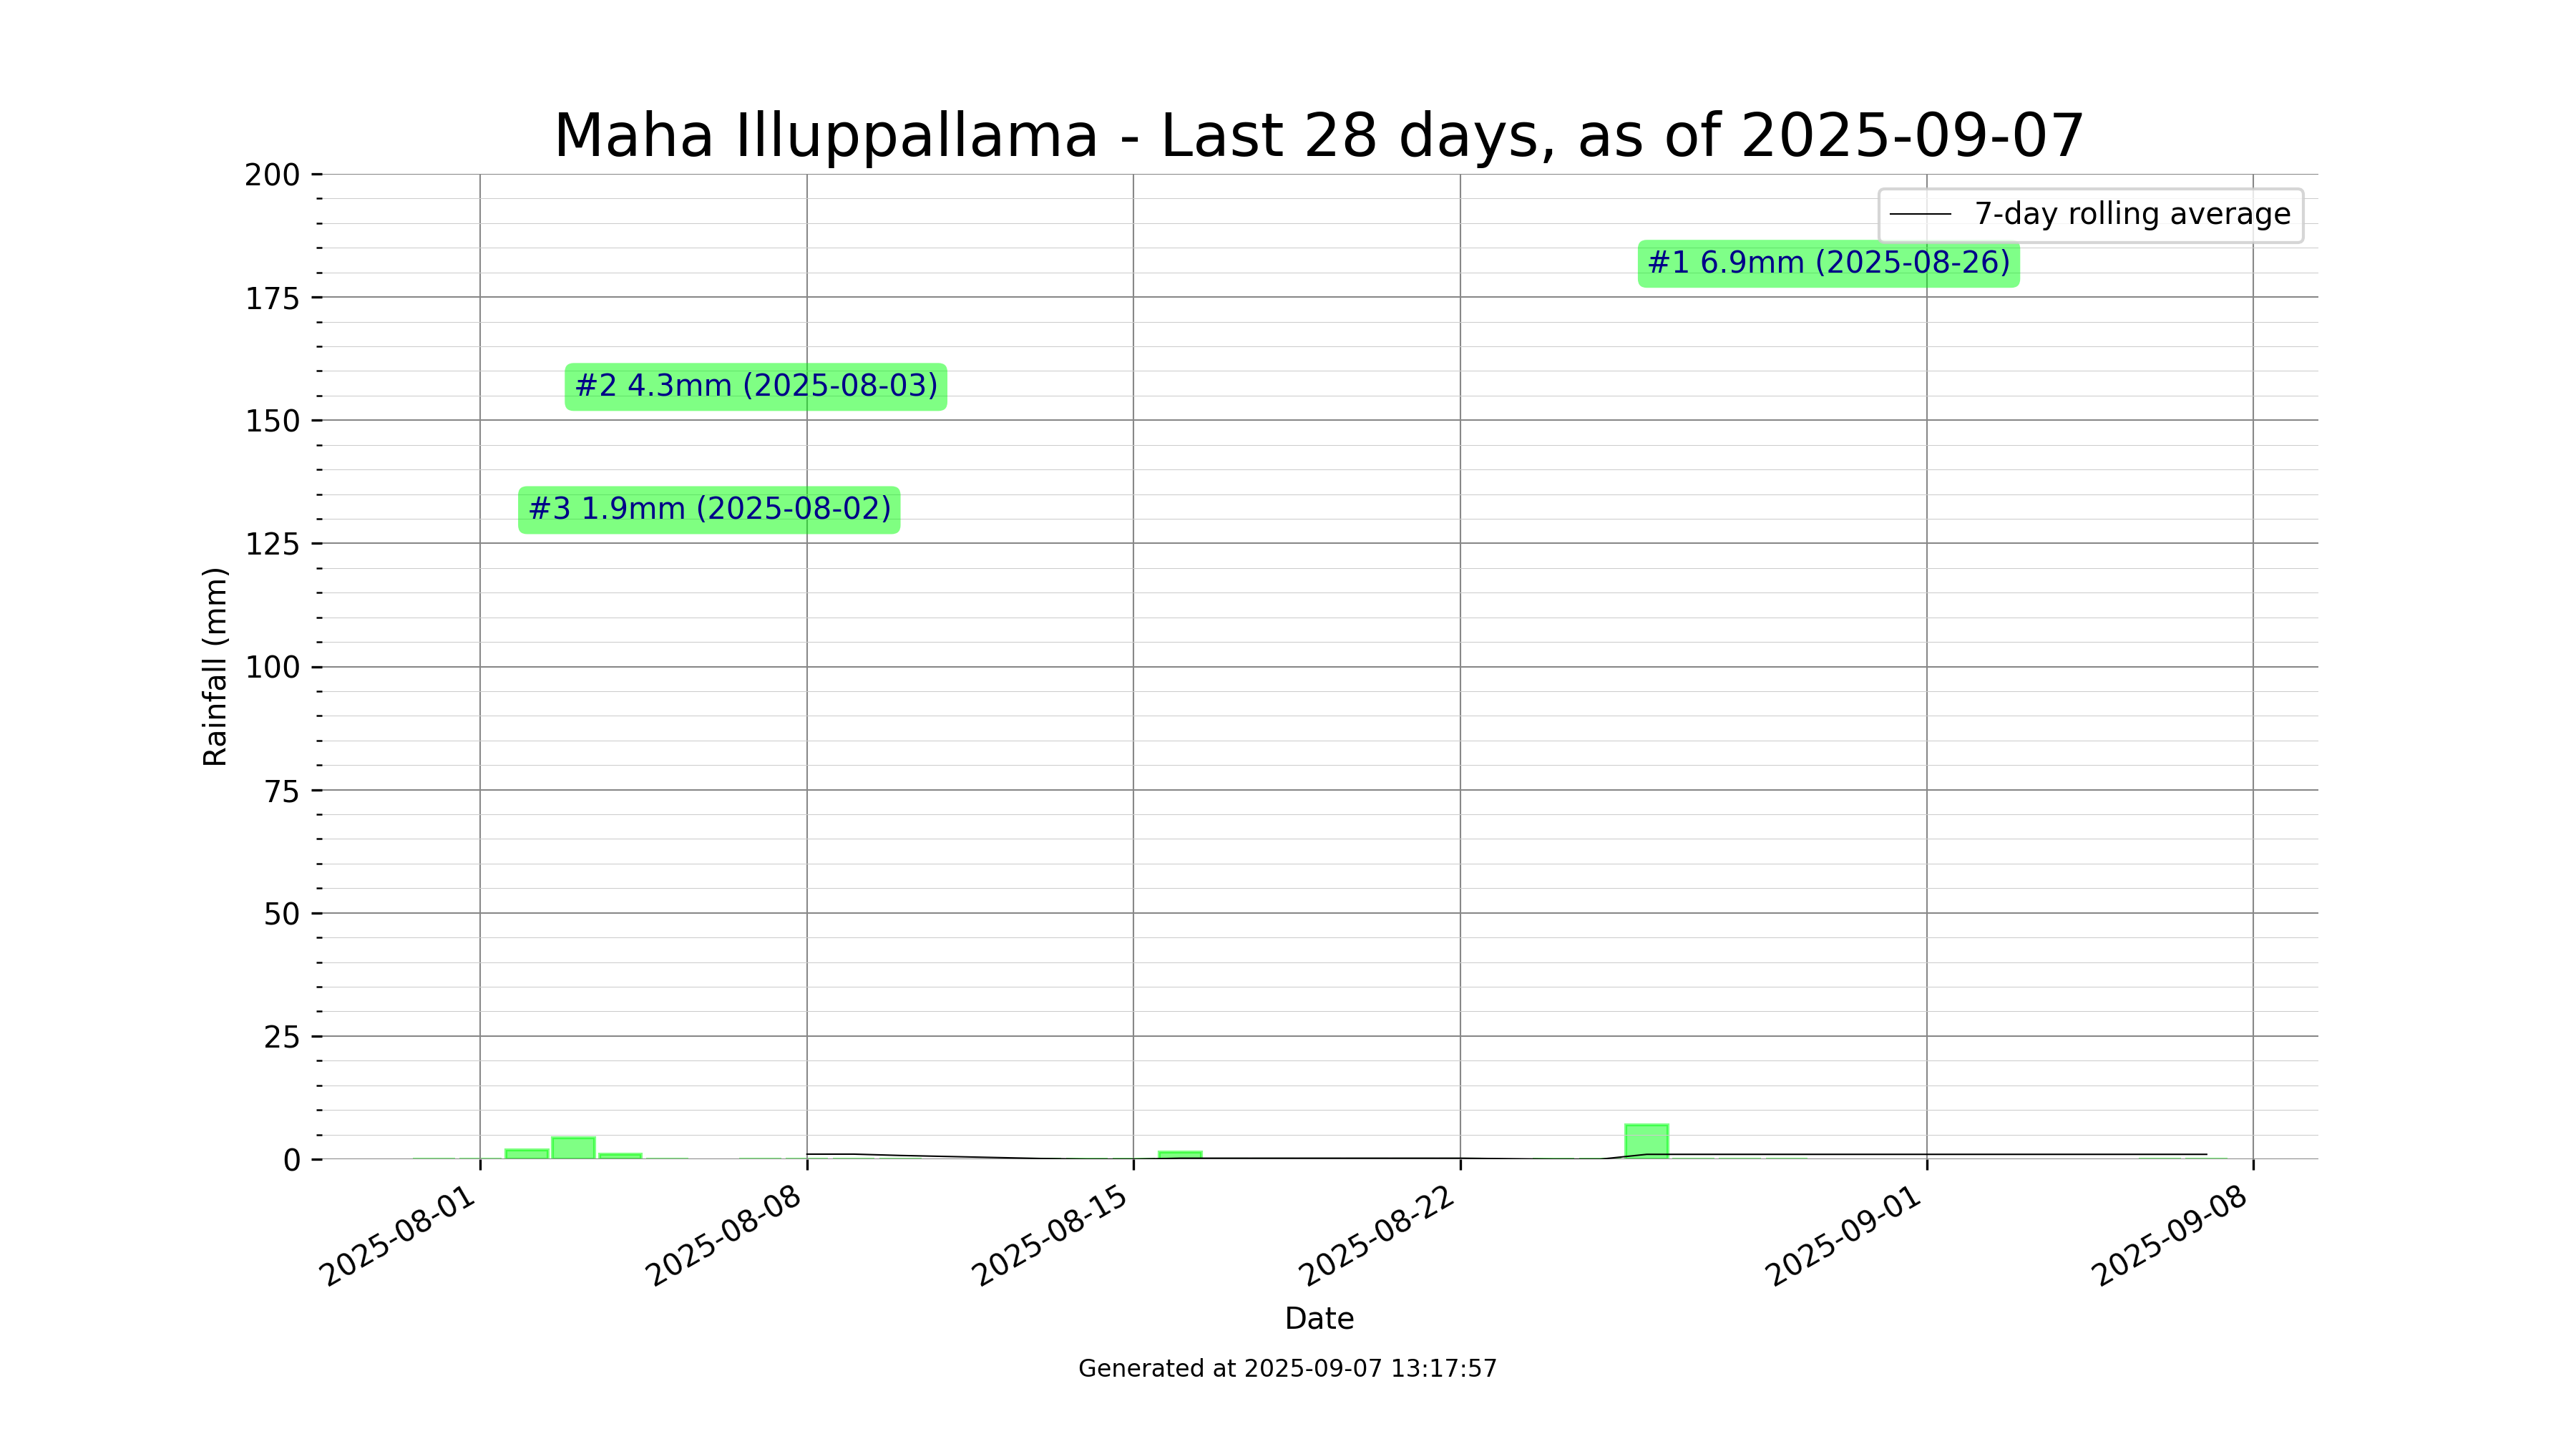 Maha Illuppallama - Last 28 days, as of 2025-09-07
200
175
150
125
100
75
50
25
0
Rainfall (mm)
7-day rolling average
#1 6.9mm (2025-08-26)
#2 4.3mm (2025-08-03)
#3 1.9mm (2025-08-02)
2025-08-01
2025-08-08
2025-08-15
2025-08-22
2025-09-01
2025-09-08
Date
Generated at 2025-09-07 13:17:57